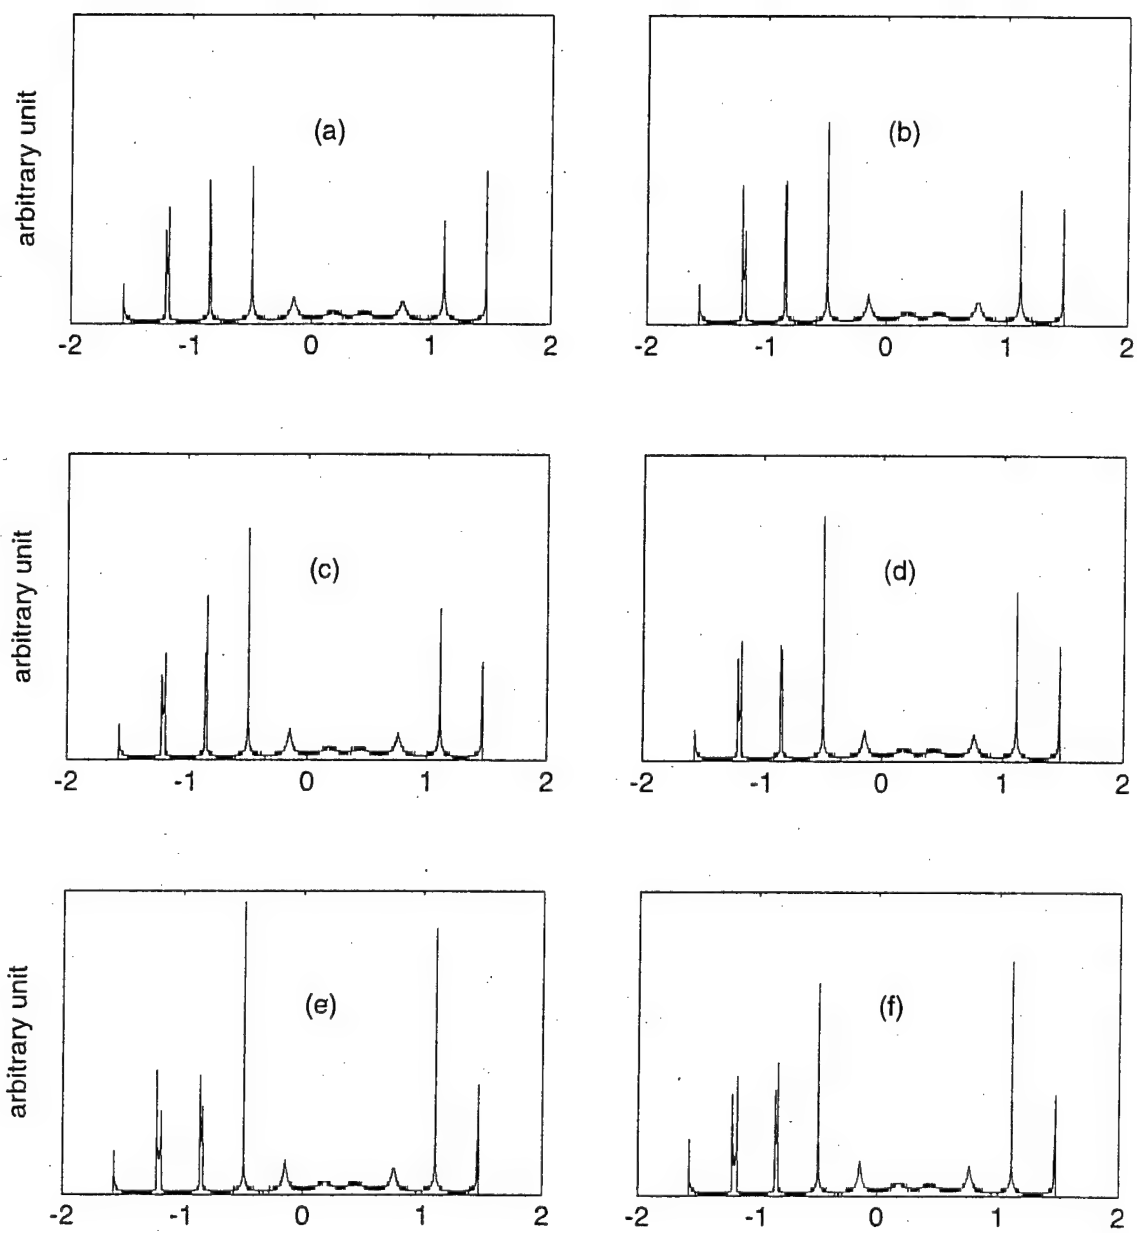 arbitrary unit
(a)
(b)
-2 -1 0 1 2
-2 -1 0 1 2
arbitrary unit
(c)
(d)
-2 -1 0 1 2
-2 -1 0 1 2
arbitrary unit
(e)
(f)
-2 -1 0 1 2
-2 -1 0 1 2